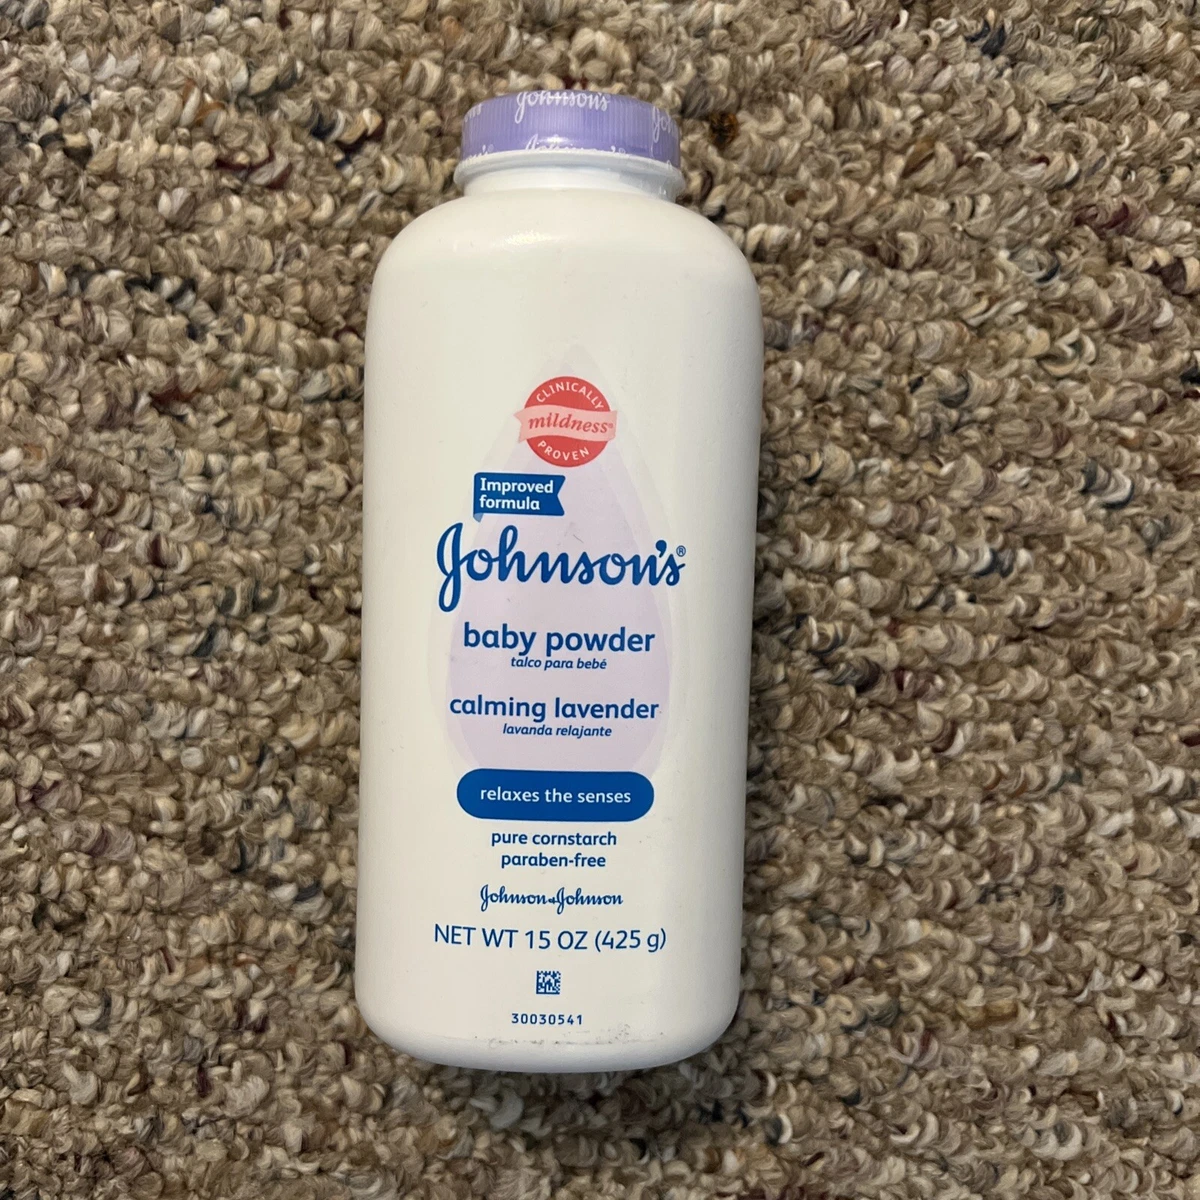 Johnson's
CLINICALLY
mildness®
PROVEN
Improved
formula
Johnson's®
baby powder
talco para bebé
calming lavender
lavanda relajante
relaxes the senses
pure cornstarch
paraben-free
Johnson & Johnson
NET WT 15 OZ (425 g)
30030541